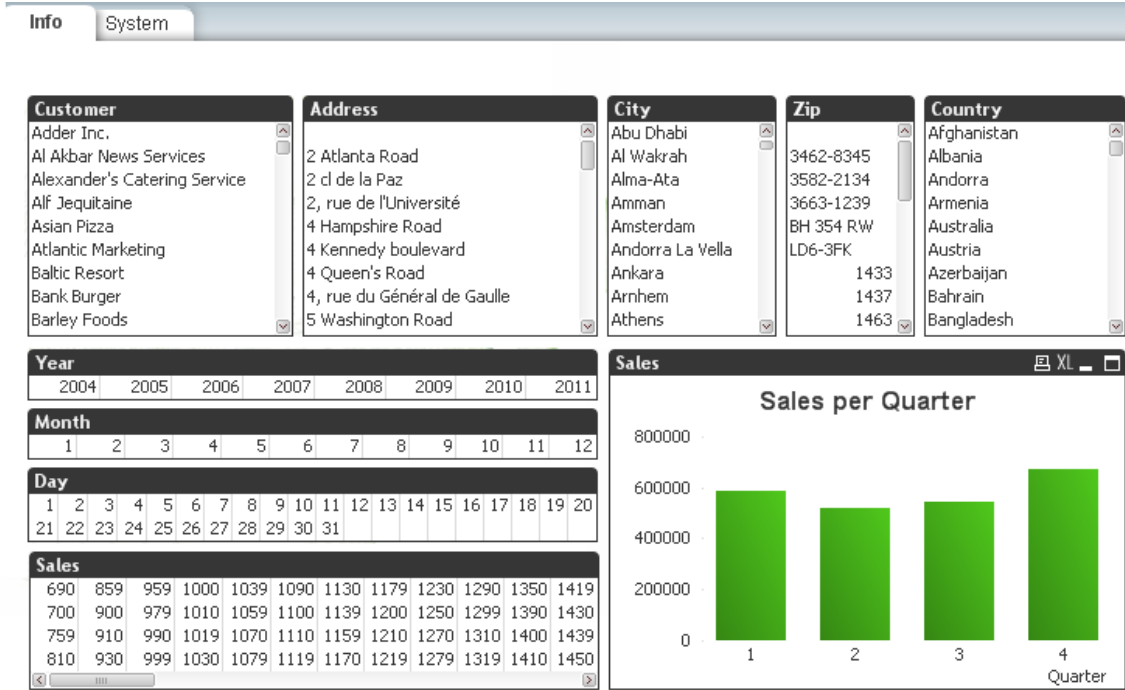 Info System
Customer
Adder Inc.
Al Akbar News Services
Alexander's Catering Service
Alf Jequitaine
Asian Pizza
Atlantic Marketing
Baltic Resort
Bank Burger
Barley Foods
Address
2 Atlanta Road
2 cl de la Paz
2, rue de l'Université
4 Hampshire Road
4 Kennedy boulevard
4 Queen's Road
4, rue du Général de Gaulle
5 Washington Road
City
Abu Dhabi
Al Wakrah
Alma-Ata
Amman
Amsterdam
Andorra La Vella
Ankara
Arnhem
Athens
Zip
3462-8345
3582-2134
3663-1239
BH 354 RW
LD6-3FK
1433
1437
1463
Country
Afghanistan
Albania
Andorra
Armenia
Australia
Austria
Azerbaijan
Bahrain
Bangladesh
Year
2004 2005 2006 2007 2008 2009 2010 2011
Month
1 2 3 4 5 6 7 8 9 10 11 12
Day
1 2 3 4 5 6 7 8 9 10 11 12 13 14 15 16 17 18 19 20
21 22 23 24 25 26 27 28 29 30 31
Sales
690 859 959 1000 1039 1090 1130 1179 1230 1290 1350 1419
700 900 979 1010 1059 1100 1139 1200 1250 1299 1390 1430
759 910 990 1019 1070 1110 1159 1210 1270 1310 1400 1439
810 930 999 1030 1079 1119 1170 1219 1279 1319 1410 1450
Sales XL
Sales per Quarter
800000
600000
400000
200000
0
1 2 3 4
Quarter